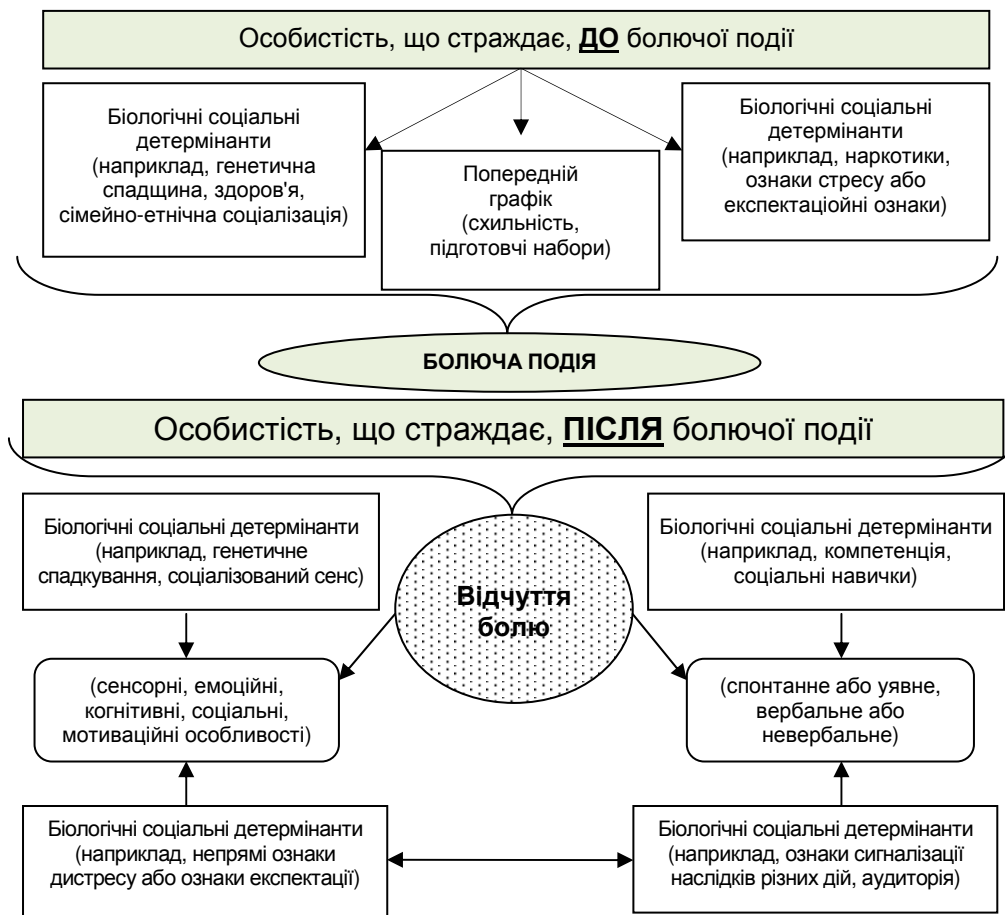 Особистість, що страждає, ДО болючої події
Біологічні соціальні
детермінанти
(наприклад, генетична
спадщина, здоров'я,
сімейно-етнічна соціалізація)
Попередній
графік
(схильність,
підготовчі набори)
Біологічні соціальні
детермінанти
(наприклад, наркотики,
ознаки стресу або
експектаціойні ознаки)
БОЛЮЧА ПОДІЯ
Особистість, що страждає, ПІСЛЯ болючої події
Біологічні соціальні детермінанти
(наприклад, генетичне
спадкування, соціалізований сенс)
Відчуття
болю
Біологічні соціальні детермінанти
(наприклад, компетенція,
соціальні навички)
(сенсорні, емоційні,
когнітивні, соціальні,
мотиваційні особливості)
(спонтанне або уявне,
вербальне або
невербальне)
Біологічні соціальні детермінанти
(наприклад, непрямі ознаки
дистресу або ознаки експектації)
Біологічні соціальні детермінанти
(наприклад, ознаки сигналізації
наслідків різних дій, аудиторія)